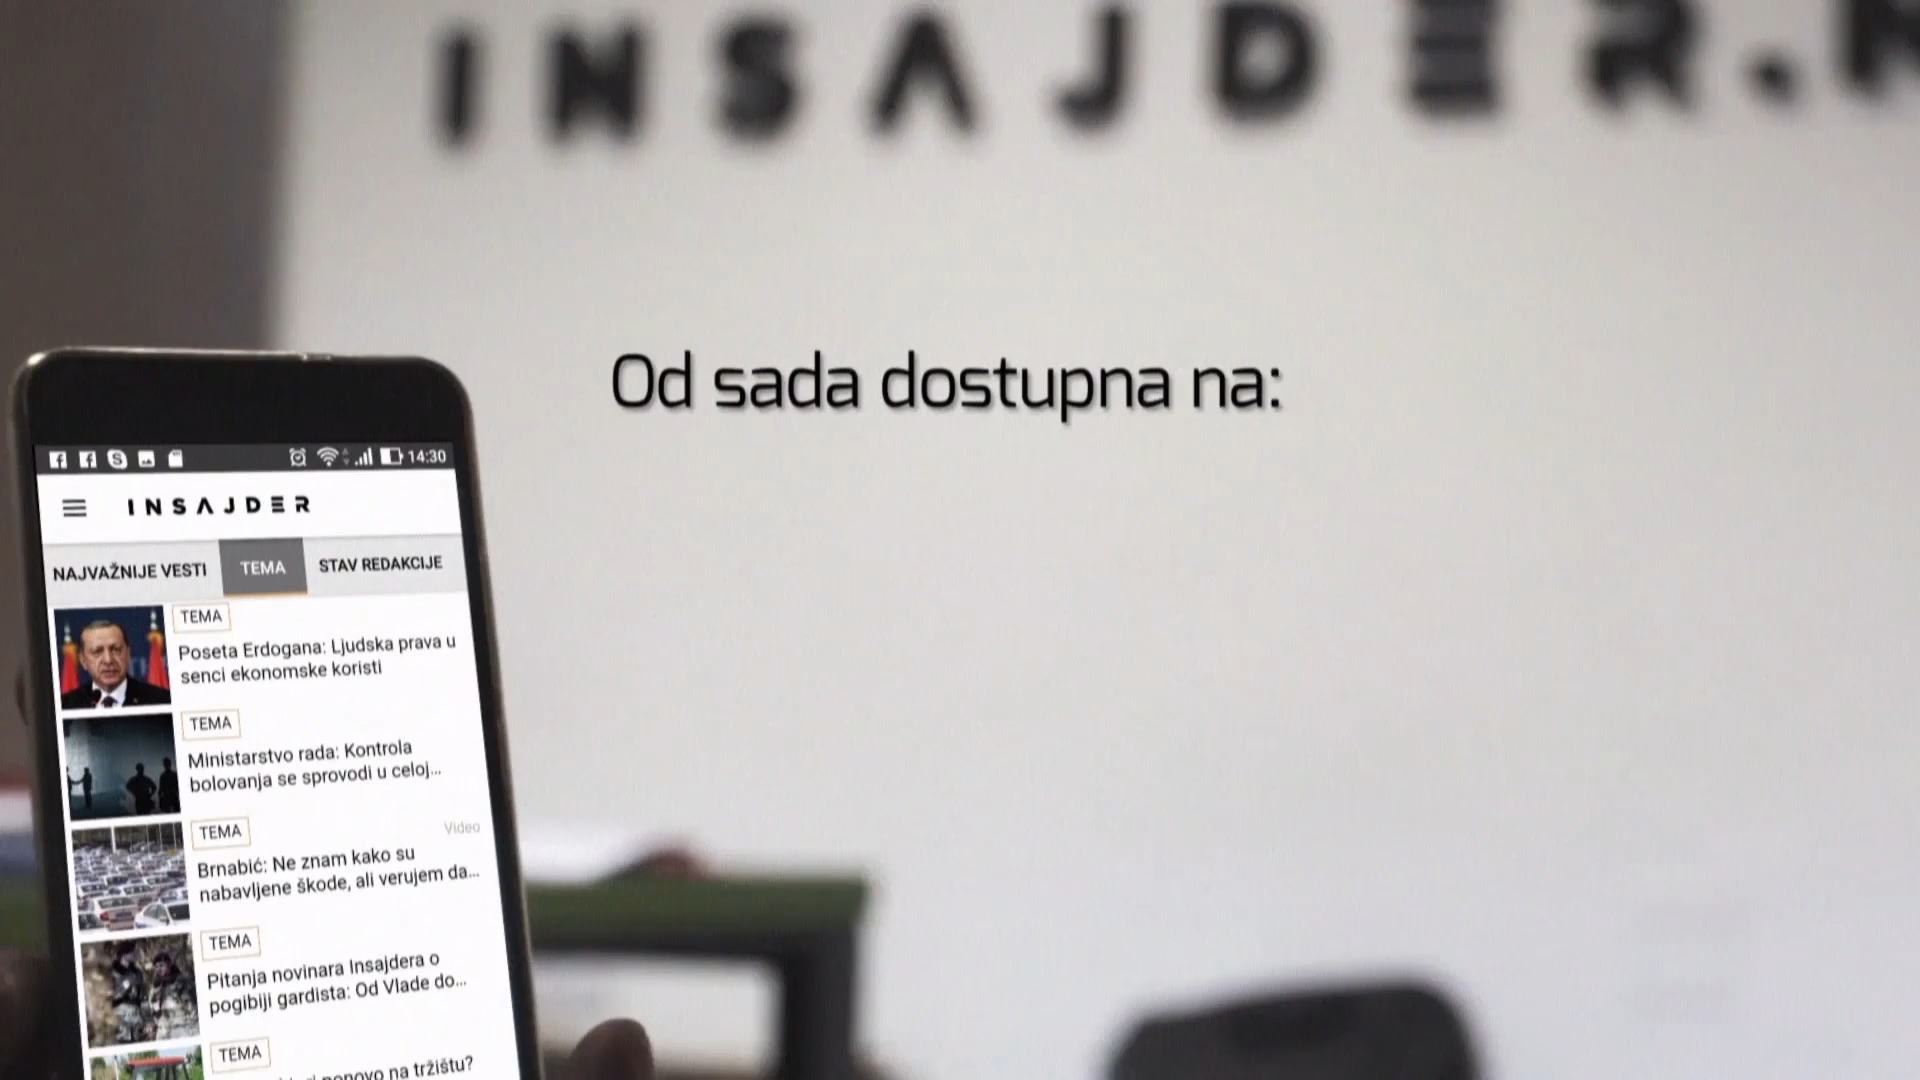 INSAJDER.
Od sada dostupna na:
14:30
INSAJDER
NAJVAŽNIJE VESTI
TEMA
STAV REDAKCIJE
TEMA
Poseta Erdogana: Ljudska prava u
senci ekonomske koristi
TEMA
Ministarstvo rada: Kontrola
bolovanja se sprovodi u celoj...
TEMA
Video
Brnabić: Ne znam kako su
nabavljene škode, ali verujem da...
TEMA
Pitanja novinara Insajdera o
pogibiji gardista: Od Vlade do...
TEMA
ponovo na tržištu?